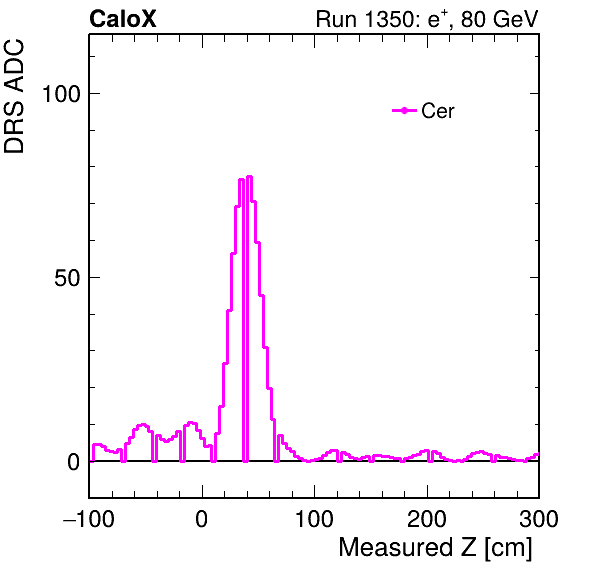 CaloX Run 1350: e⁺, 80 GeV
DRS ADC
100
Cer
50
0
−100 0 100 200 300
Measured Z [cm]